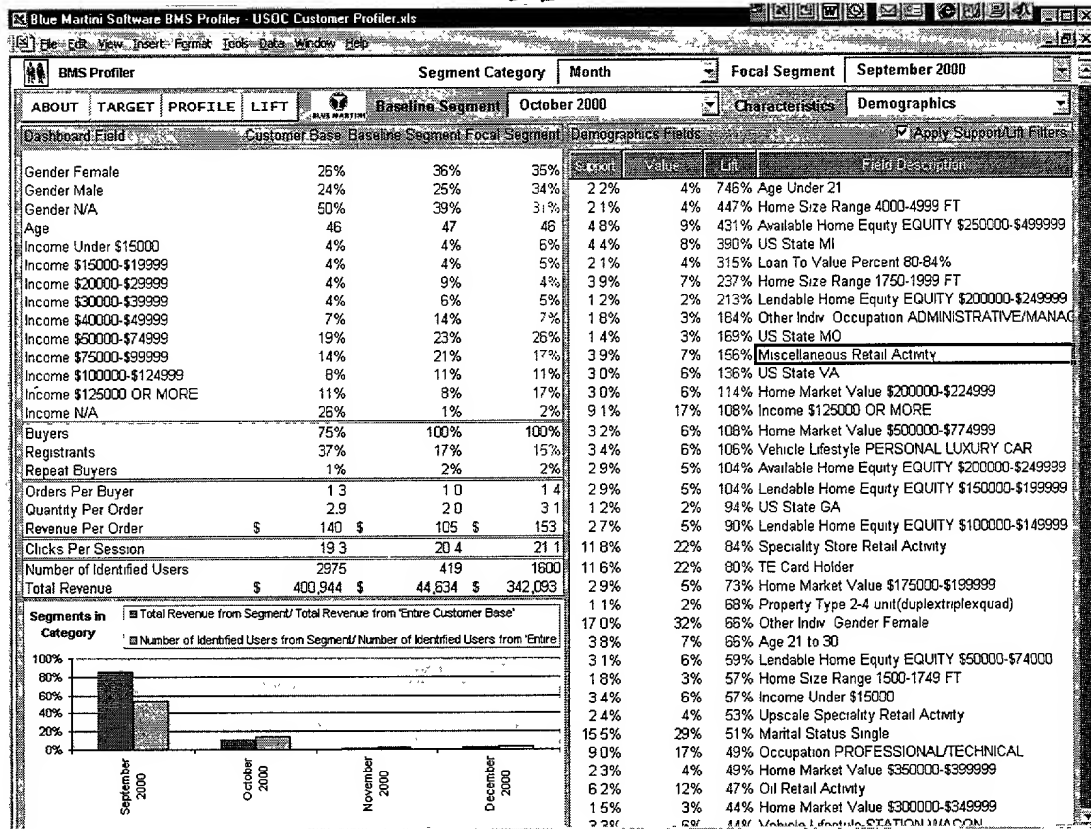 Blue Martini Software BMS Profiler - USOC Customer Profiler.xls
File Edit View Insert Format Tools Data Window Help
BMS Profiler Segment Category Month Focal Segment September 2000
ABOUT TARGET PROFILE LIFT BLUE MARTINI Baseline Segment October 2000 Characteristics Demographics
Dashboard Field Customer Base Baseline Segment Focal Segment
Gender Female 26% 36% 35%
Gender Male 24% 25% 34%
Gender N/A 50% 39% 31%
Age 46 47 46
Income Under $15000 4% 4% 6%
Income $15000-$19999 4% 4% 5%
Income $20000-$29999 4% 9% 4%
Income $30000-$39999 4% 6% 5%
Income $40000-$49999 7% 14% 7%
Income $50000-$74999 19% 23% 26%
Income $75000-$99999 14% 21% 17%
Income $100000-$124999 8% 11% 11%
Income $125000 OR MORE 11% 8% 17%
Income N/A 26% 1% 2%
Buyers 75% 100% 100%
Registrants 37% 17% 15%
Repeat Buyers 1% 2% 2%
Orders Per Buyer 1 3 1 0 1 4
Quantity Per Order 2.9 2 0 3 1
Revenue Per Order $ 140 $ 105 $ 153
Clicks Per Session 19 3 20 4 21 1
Number of Identified Users 2975 419 1600
Total Revenue $ 400,944 $ 44,634 $ 342,093
Segments in Category
Total Revenue from Segment/ Total Revenue from 'Entire Customer Base'
Number of Identified Users from Segment/ Number of Identified Users from 'Entire
100%
80%
60%
40%
20%
0%
September 2000
October 2000
November 2000
December 2000
Demographics Fields Apply Support/Lift Filters
Support Value Lift Field Description
2 2% 4% 746% Age Under 21
2 1% 4% 447% Home Size Range 4000-4999 FT
4 8% 9% 431% Available Home Equity EQUITY $250000-$499999
4 4% 8% 390% US State MI
2 1% 4% 315% Loan To Value Percent 80-84%
3 9% 7% 237% Home Size Range 1750-1999 FT
1 2% 2% 213% Lendable Home Equity EQUITY $200000-$249999
1 8% 3% 184% Other Indiv Occupation ADMINISTRATIVE/MANAG
1 4% 3% 169% US State MO
3 9% 7% 156% Miscellaneous Retail Activity
3 0% 6% 136% US State VA
3 0% 6% 114% Home Market Value $200000-$224999
9 1% 17% 108% Income $125000 OR MORE
3 2% 6% 108% Home Market Value $500000-$774999
3 4% 6% 106% Vehicle Lifestyle PERSONAL LUXURY CAR
2 9% 5% 104% Available Home Equity EQUITY $200000-$249999
2 9% 5% 104% Lendable Home Equity EQUITY $150000-$199999
1 2% 2% 94% US State GA
2 7% 5% 90% Lendable Home Equity EQUITY $100000-$149999
11 8% 22% 84% Speciality Store Retail Activity
11 6% 22% 80% TE Card Holder
2 9% 5% 73% Home Market Value $175000-$199999
1 1% 2% 68% Property Type 2-4 unit(duplextriplexquad)
17 0% 32% 66% Other Indiv Gender Female
3 8% 7% 66% Age 21 to 30
3 1% 6% 59% Lendable Home Equity EQUITY $50000-$74000
1 8% 3% 57% Home Size Range 1500-1749 FT
3 4% 6% 57% Income Under $15000
2 4% 4% 53% Upscale Speciality Retail Activity
15 5% 29% 51% Marital Status Single
9 0% 17% 49% Occupation PROFESSIONAL/TECHNICAL
2 3% 4% 49% Home Market Value $350000-$399999
6 2% 12% 47% Oil Retail Activity
1 5% 3% 44% Home Market Value $300000-$349999
44% Vehicle Lifestyle STATION WAGON